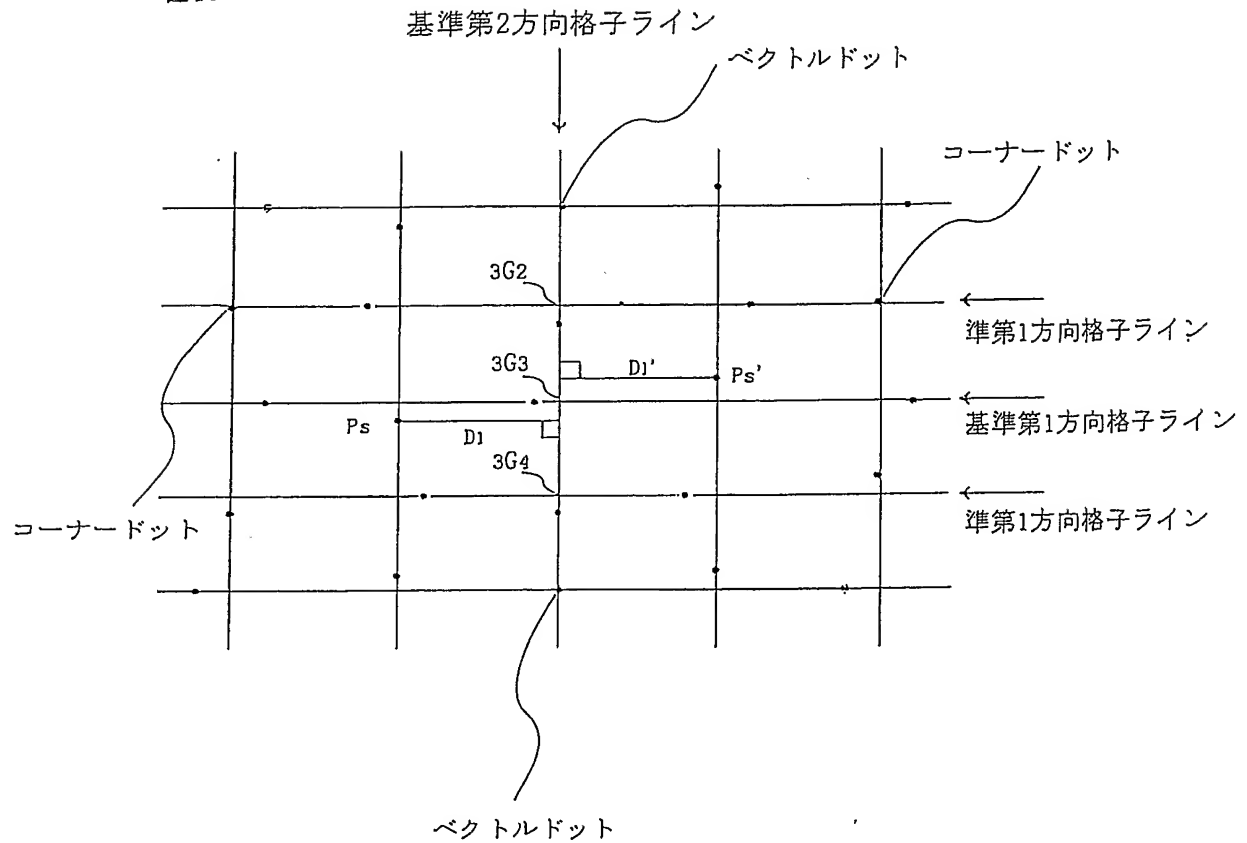 基準第2方向格子ライン
ベクトルドット
コーナードット
3G2
準第1方向格子ライン
3G3
D1'
Ps'
基準第1方向格子ライン
Ps
D1
3G4
準第1方向格子ライン
コーナードット
ベクトルドット